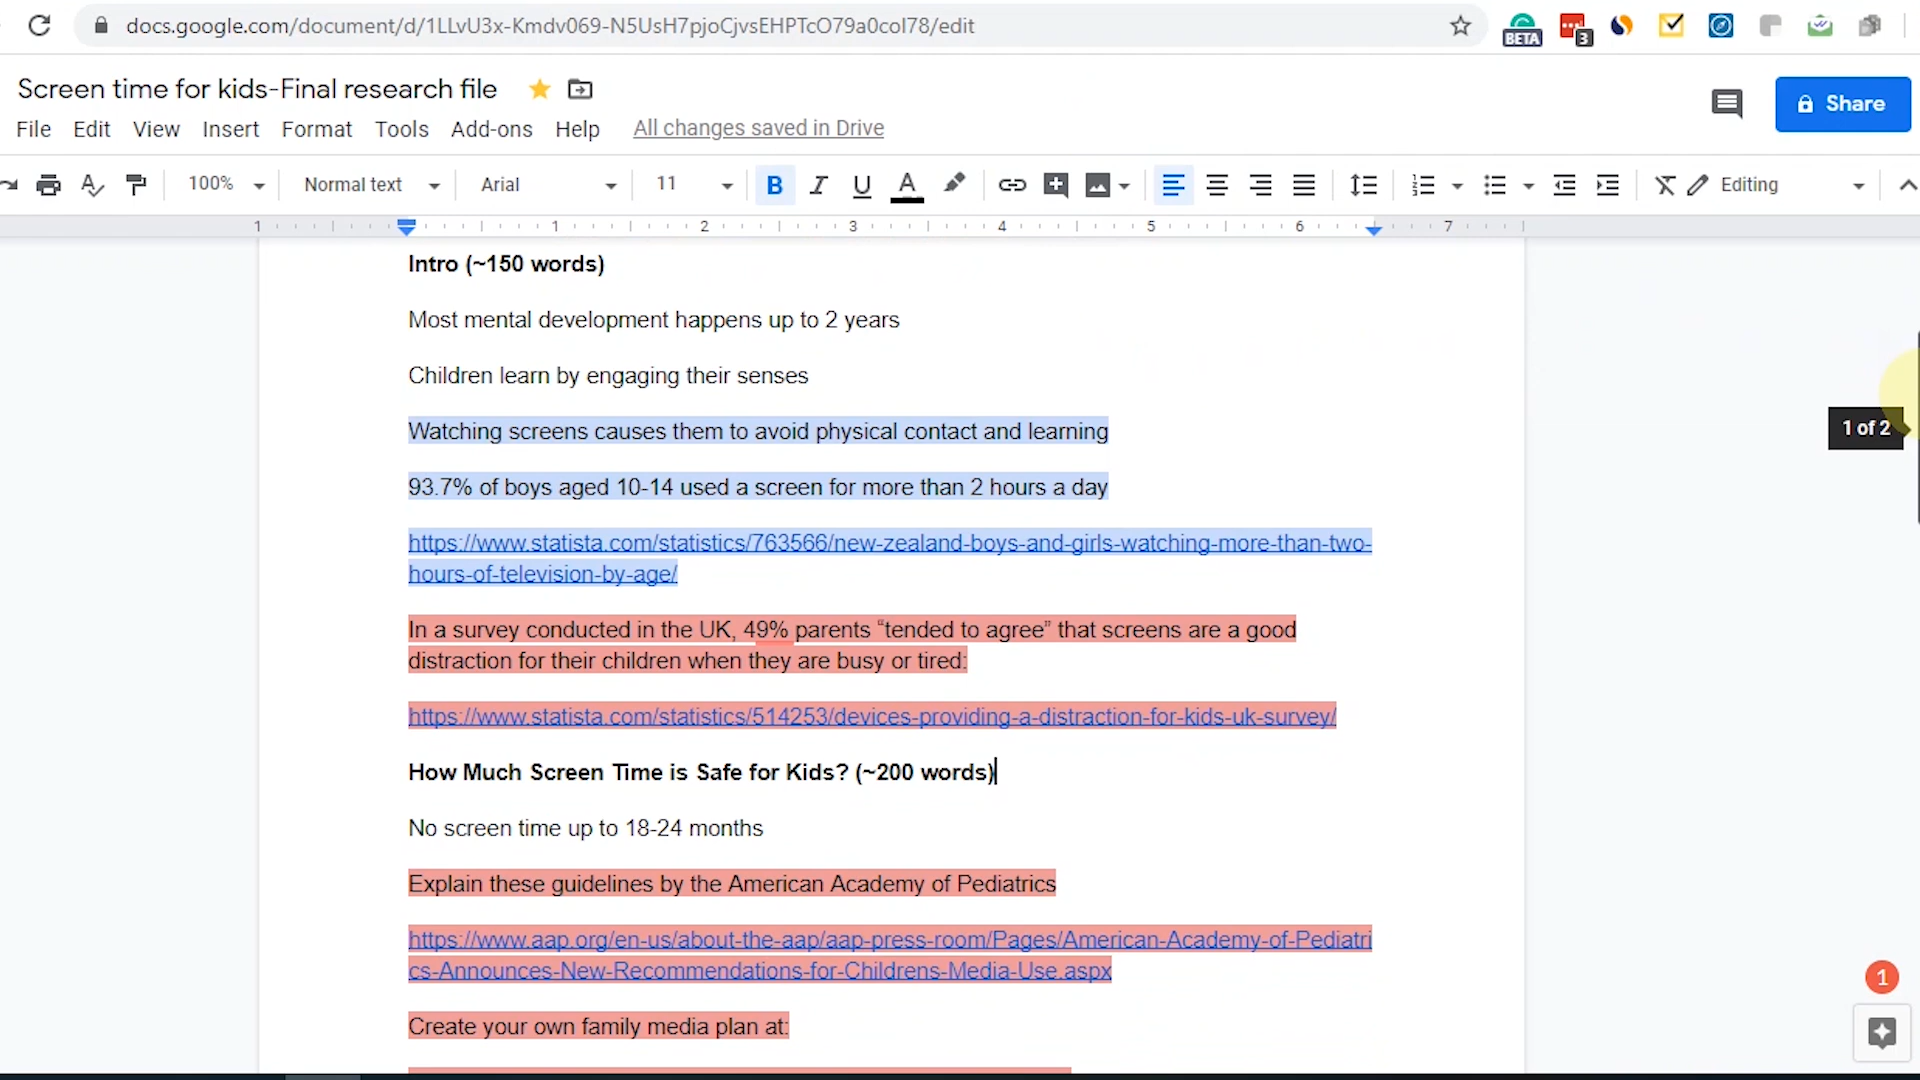 docs.google.com/document/d/1LLvU3x-Kmdv069-N5UsH7pjoCjvsEHPTcO79a0col78/edit
BETA
3
Screen time for kids-Final research file
Share
File Edit View Insert Format Tools Add-ons Help All changes saved in Drive
100% Normal text Arial 11 B I U A Editing
1 1 2 3 4 5 6 7
Intro (~150 words)
Most mental development happens up to 2 years
Children learn by engaging their senses
Watching screens causes them to avoid physical contact and learning
1 of 2
93.7% of boys aged 10-14 used a screen for more than 2 hours a day
https://www.statista.com/statistics/763566/new-zealand-boys-and-girls-watching-more-than-two-
hours-of-television-by-age/
In a survey conducted in the UK, 49% parents “tended to agree” that screens are a good
distraction for their children when they are busy or tired:
https://www.statista.com/statistics/514253/devices-providing-a-distraction-for-kids-uk-survey/
How Much Screen Time is Safe for Kids? (~200 words)
No screen time up to 18-24 months
Explain these guidelines by the American Academy of Pediatrics
https://www.aap.org/en-us/about-the-aap/aap-press-room/Pages/American-Academy-of-Pediatri
cs-Announces-New-Recommendations-for-Childrens-Media-Use.aspx
1
Create your own family media plan at: